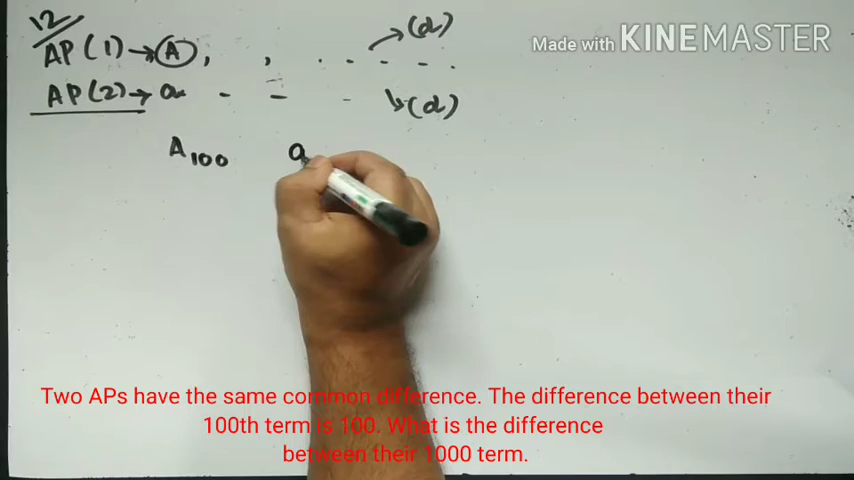 12
AP(1)→A, , . . . . . (d)
Made with KINEMASTER
AP(2)→a - - - (d)
A100 a
Two APs have the same common difference. The difference between their
100th term is 100. What is the difference
between their 1000 term.